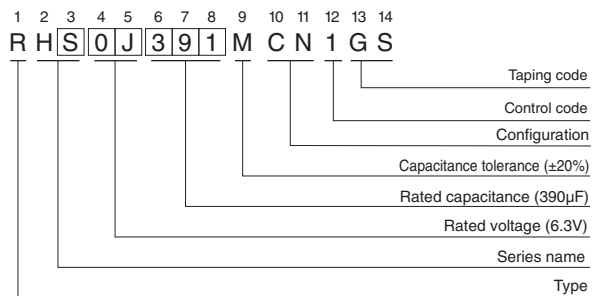 1 2 3 4 5 6 7 8 9 10 11 12 13 14
R H S 0 J 3 9 1 M C N 1 G S
Taping code
Control code
Configuration
Capacitance tolerance (±20%)
Rated capacitance (390μF)
Rated voltage (6.3V)
Series name
Type